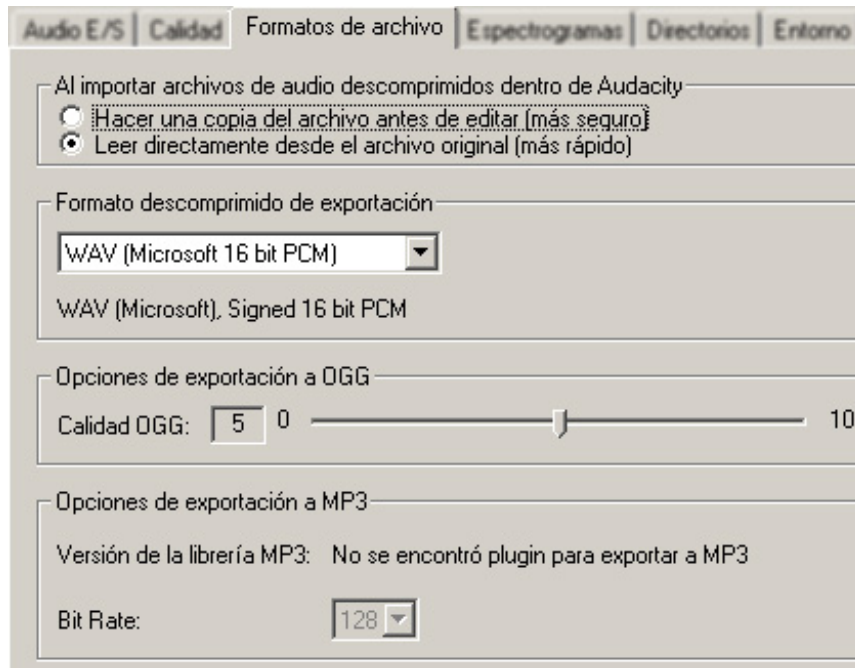 Audio E/S Calidad Formatos de archivo Espectrogramas Directorios Entorno
Al importar archivos de audio descomprimidos dentro de Audacity
Hacer una copia del archivo antes de editar (más seguro)
Leer directamente desde el archivo original (más rápido)
Formato descomprimido de exportación
WAV (Microsoft 16 bit PCM)
WAV (Microsoft), Signed 16 bit PCM
Opciones de exportación a OGG
Calidad OGG: 5 0 10
Opciones de exportación a MP3
Versión de la librería MP3: No se encontró plugin para exportar a MP3
Bit Rate: 128